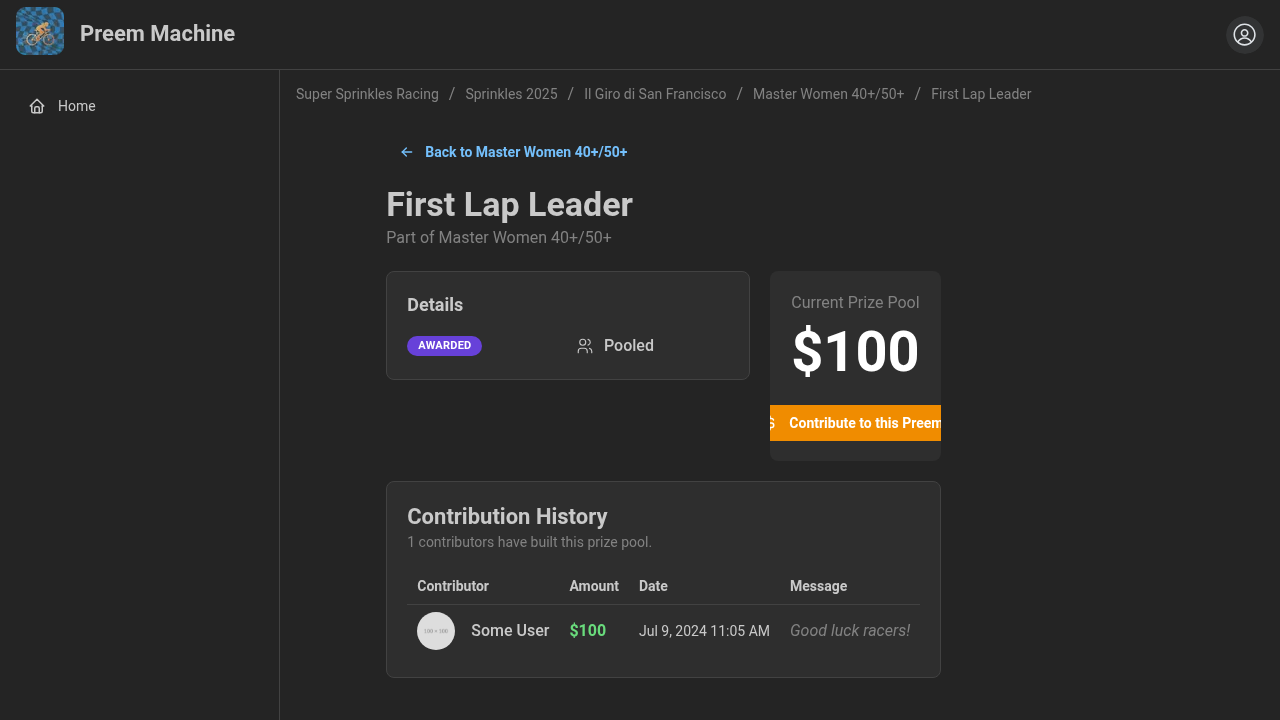 Preem Machine
Home
Super Sprinkles Racing / Sprinkles 2025 / Il Giro di San Francisco / Master Women 40+/50+ / First Lap Leader
Back to Master Women 40+/50+
First Lap Leader
Part of Master Women 40+/50+
Details
AWARDED
Pooled
Current Prize Pool
$100
$ Contribute to this Preem
Contribution History
1 contributors have built this prize pool.
Contributor Amount Date Message
100 × 100 Some User $100 Jul 9, 2024 11:05 AM Good luck racers!